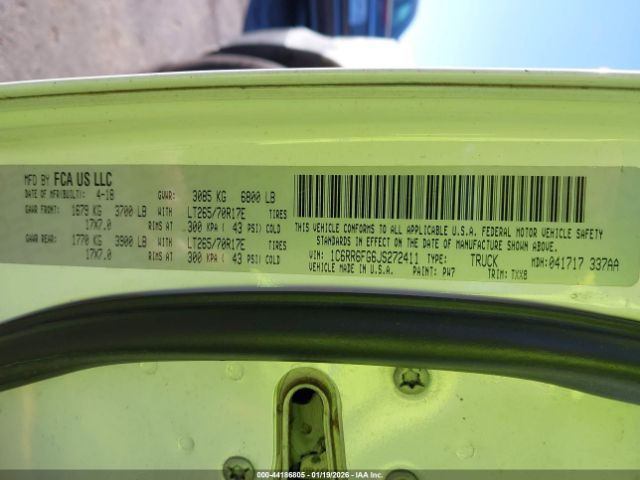 MFD BY FCA US LLC
DATE OF MFR(BUILT): 4-18 GVWR: 3085 KG 6800 LB
GAWR FRONT 1679 KG 3700 LB WITH LT265/70R17E TIRES
17X7.0 RIMS AT 300 KPA ( 43 PSI) COLD
GAWR REAR: 1770 KG 3900 LB WITH LT265/70R17E TIRES
17X7.0 RIMS AT 300 KPA ( 43 PSI) COLD
THIS VEHICLE CONFORMS TO ALL APPLICABLE U.S.A. FEDERAL MOTOR VEHICLE SAFETY
STANDARDS IN EFFECT ON THE DATE OF MANUFACTURE SHOWN ABOVE.
VIN: 1C6RR6FG6JS272411 TYPE: TRUCK MDH: 041717 337AA
MADE IN U.S.A. PAINT: PW7 TRIM: TXX8
000-44186805 - 01/19/2026 - IAA Inc.